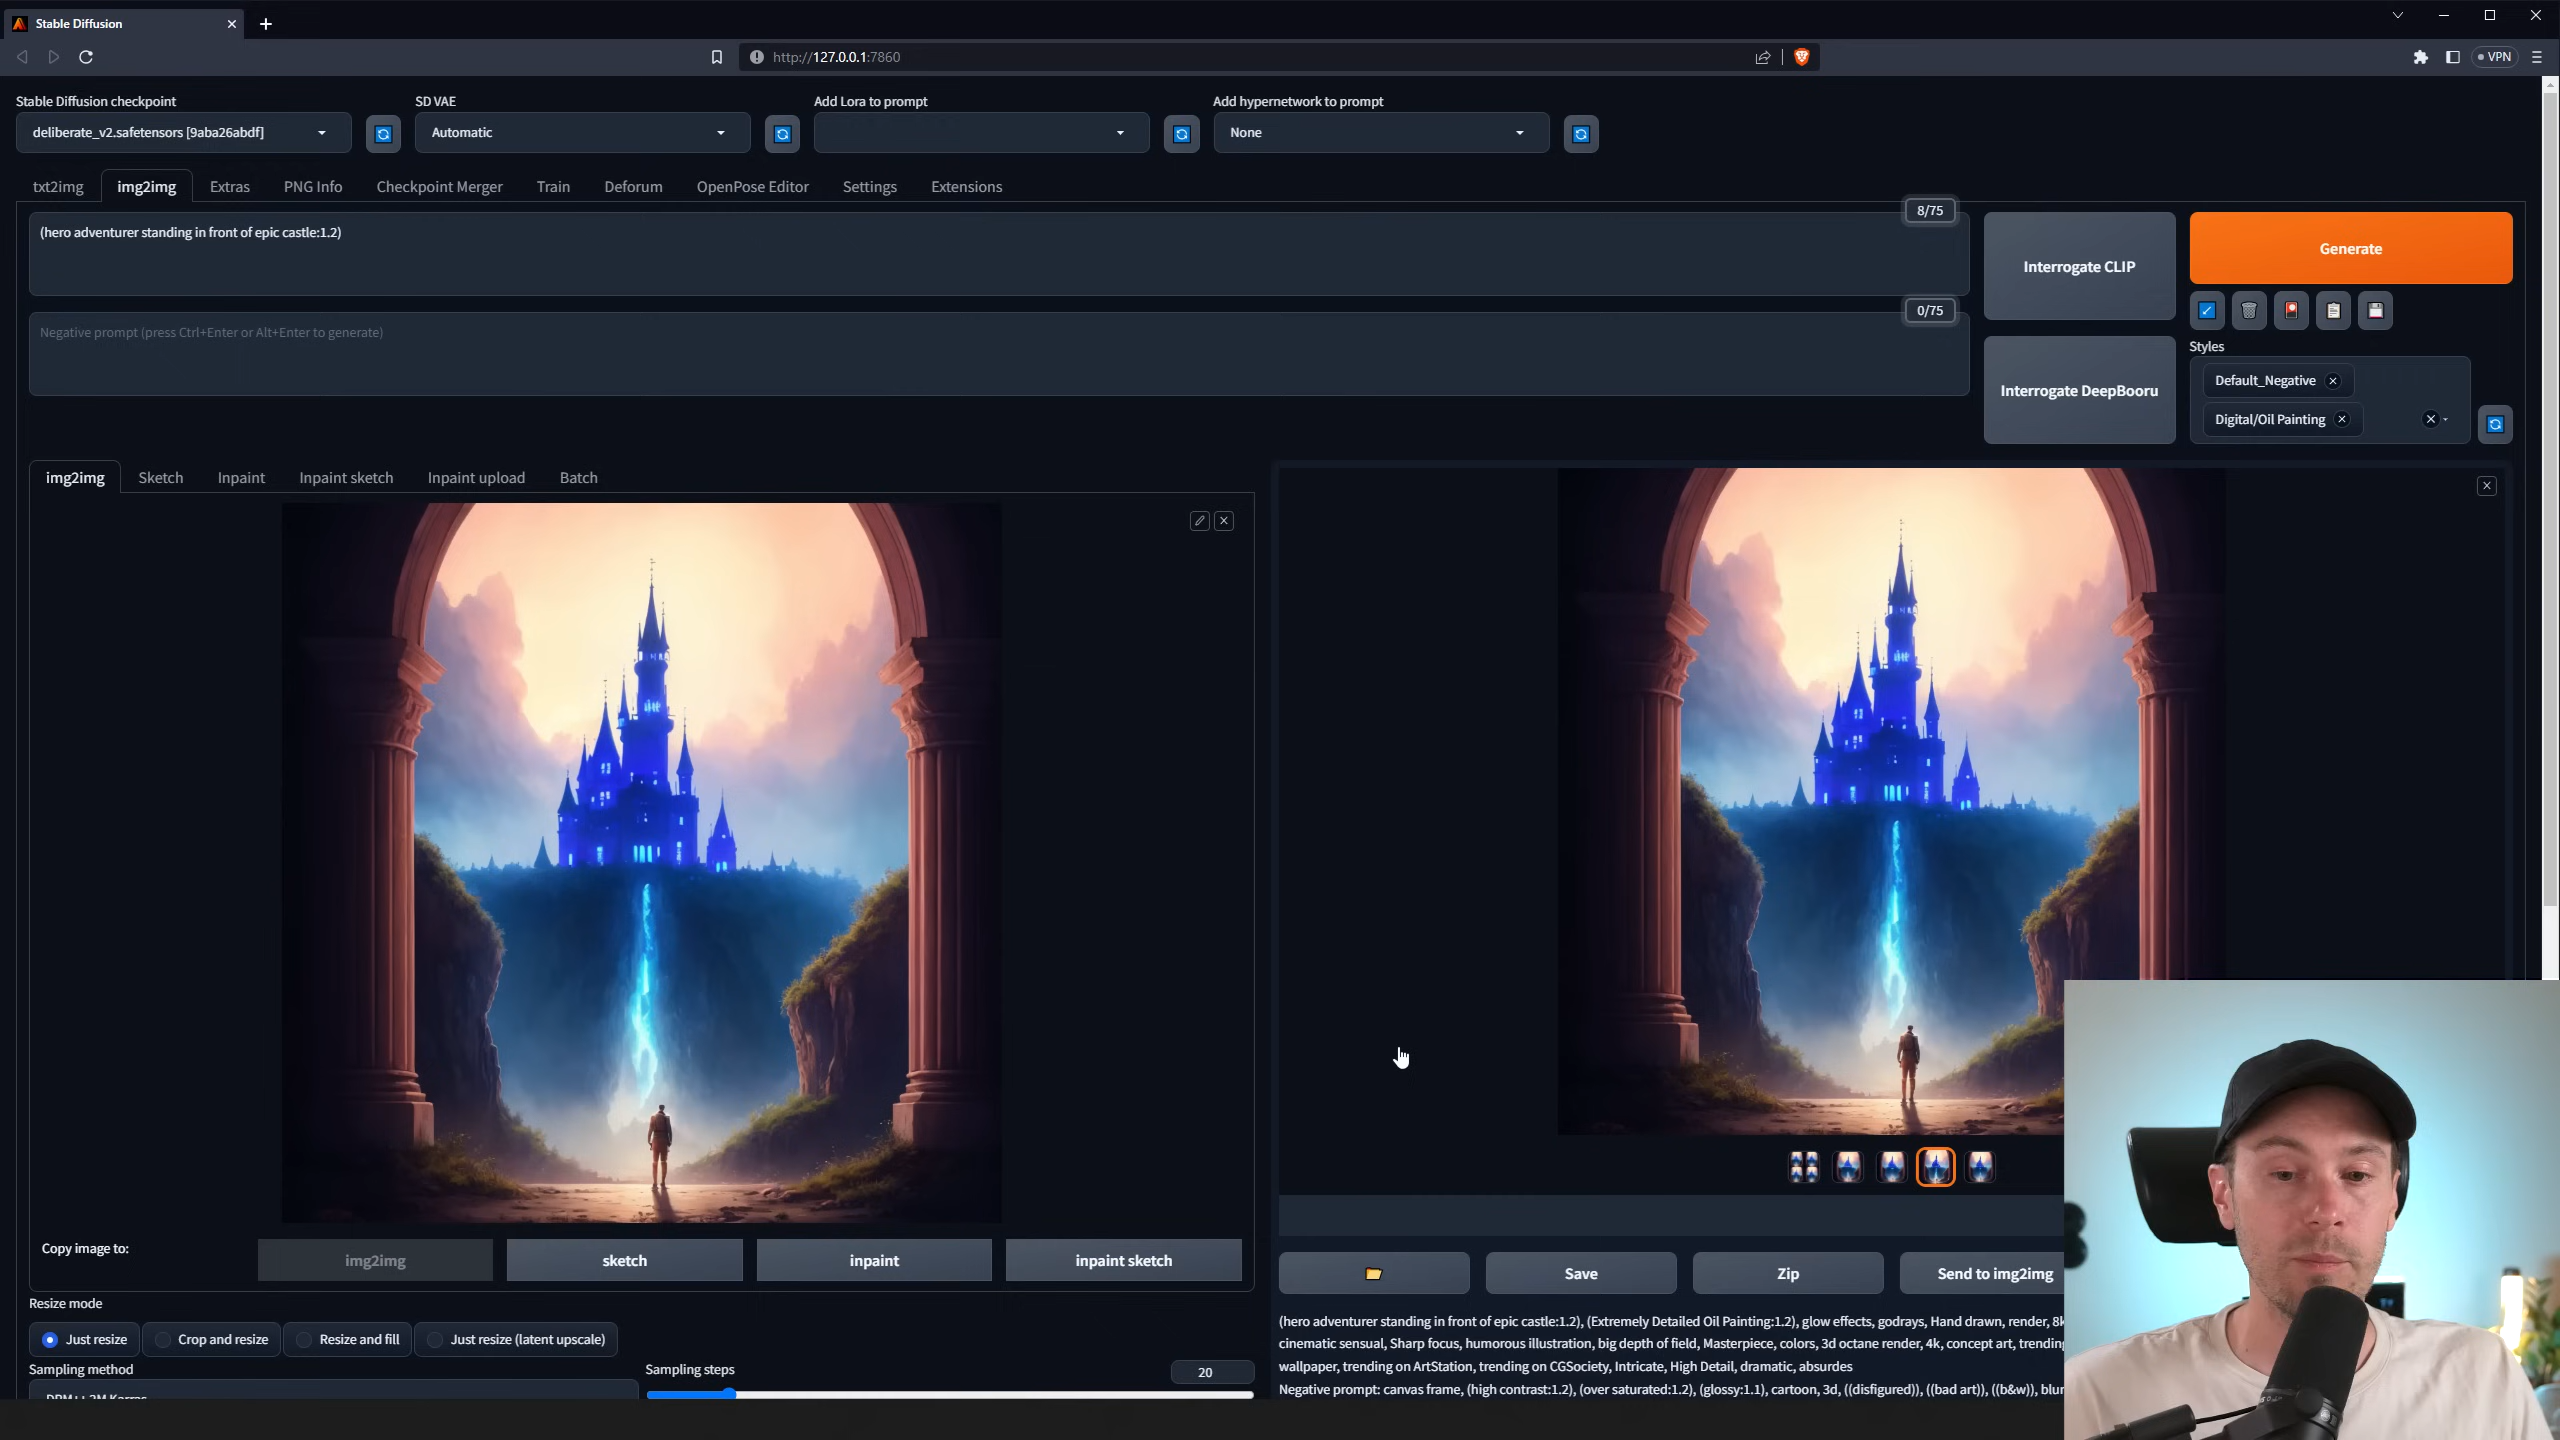 Stable Diffusion
http://127.0.0.1:7860
VPN
Stable Diffusion checkpoint
SD VAE
Add Lora to prompt
Add hypernetwork to prompt
deliberate_v2.safetensors [9aba26abdf]
Automatic
None
txt2img
img2img
Extras
PNG Info
Checkpoint Merger
Train
Deforum
OpenPose Editor
Settings
Extensions
8/75
(hero adventurer standing in front of epic castle:1.2)
Interrogate CLIP
Generate
0/75
Negative prompt (press Ctrl+Enter or Alt+Enter to generate)
Interrogate DeepBooru
Styles
Default_Negative
Digital/Oil Painting
img2img
Sketch
Inpaint
Inpaint sketch
Inpaint upload
Batch
Copy image to:
img2img
sketch
inpaint
inpaint sketch
Save
Zip
Send to img2img
Resize mode
Just resize
Crop and resize
Resize and fill
Just resize (latent upscale)
Sampling method
Sampling steps
20
DPM++ 2M Karras
(hero adventurer standing in front of epic castle:1.2), (Extremely Detailed Oil Painting:1.2), glow effects, godrays, Hand drawn, render, 8k
cinematic sensual, Sharp focus, humorous illustration, big depth of field, Masterpiece, colors, 3d octane render, 4k, concept art, trending
wallpaper, trending on ArtStation, trending on CGSociety, Intricate, High Detail, dramatic, absurdes
Negative prompt: canvas frame, (high contrast:1.2), (over saturated:1.2), (glossy:1.1), cartoon, 3d, ((disfigured)), ((bad art)), ((b&w)), blur